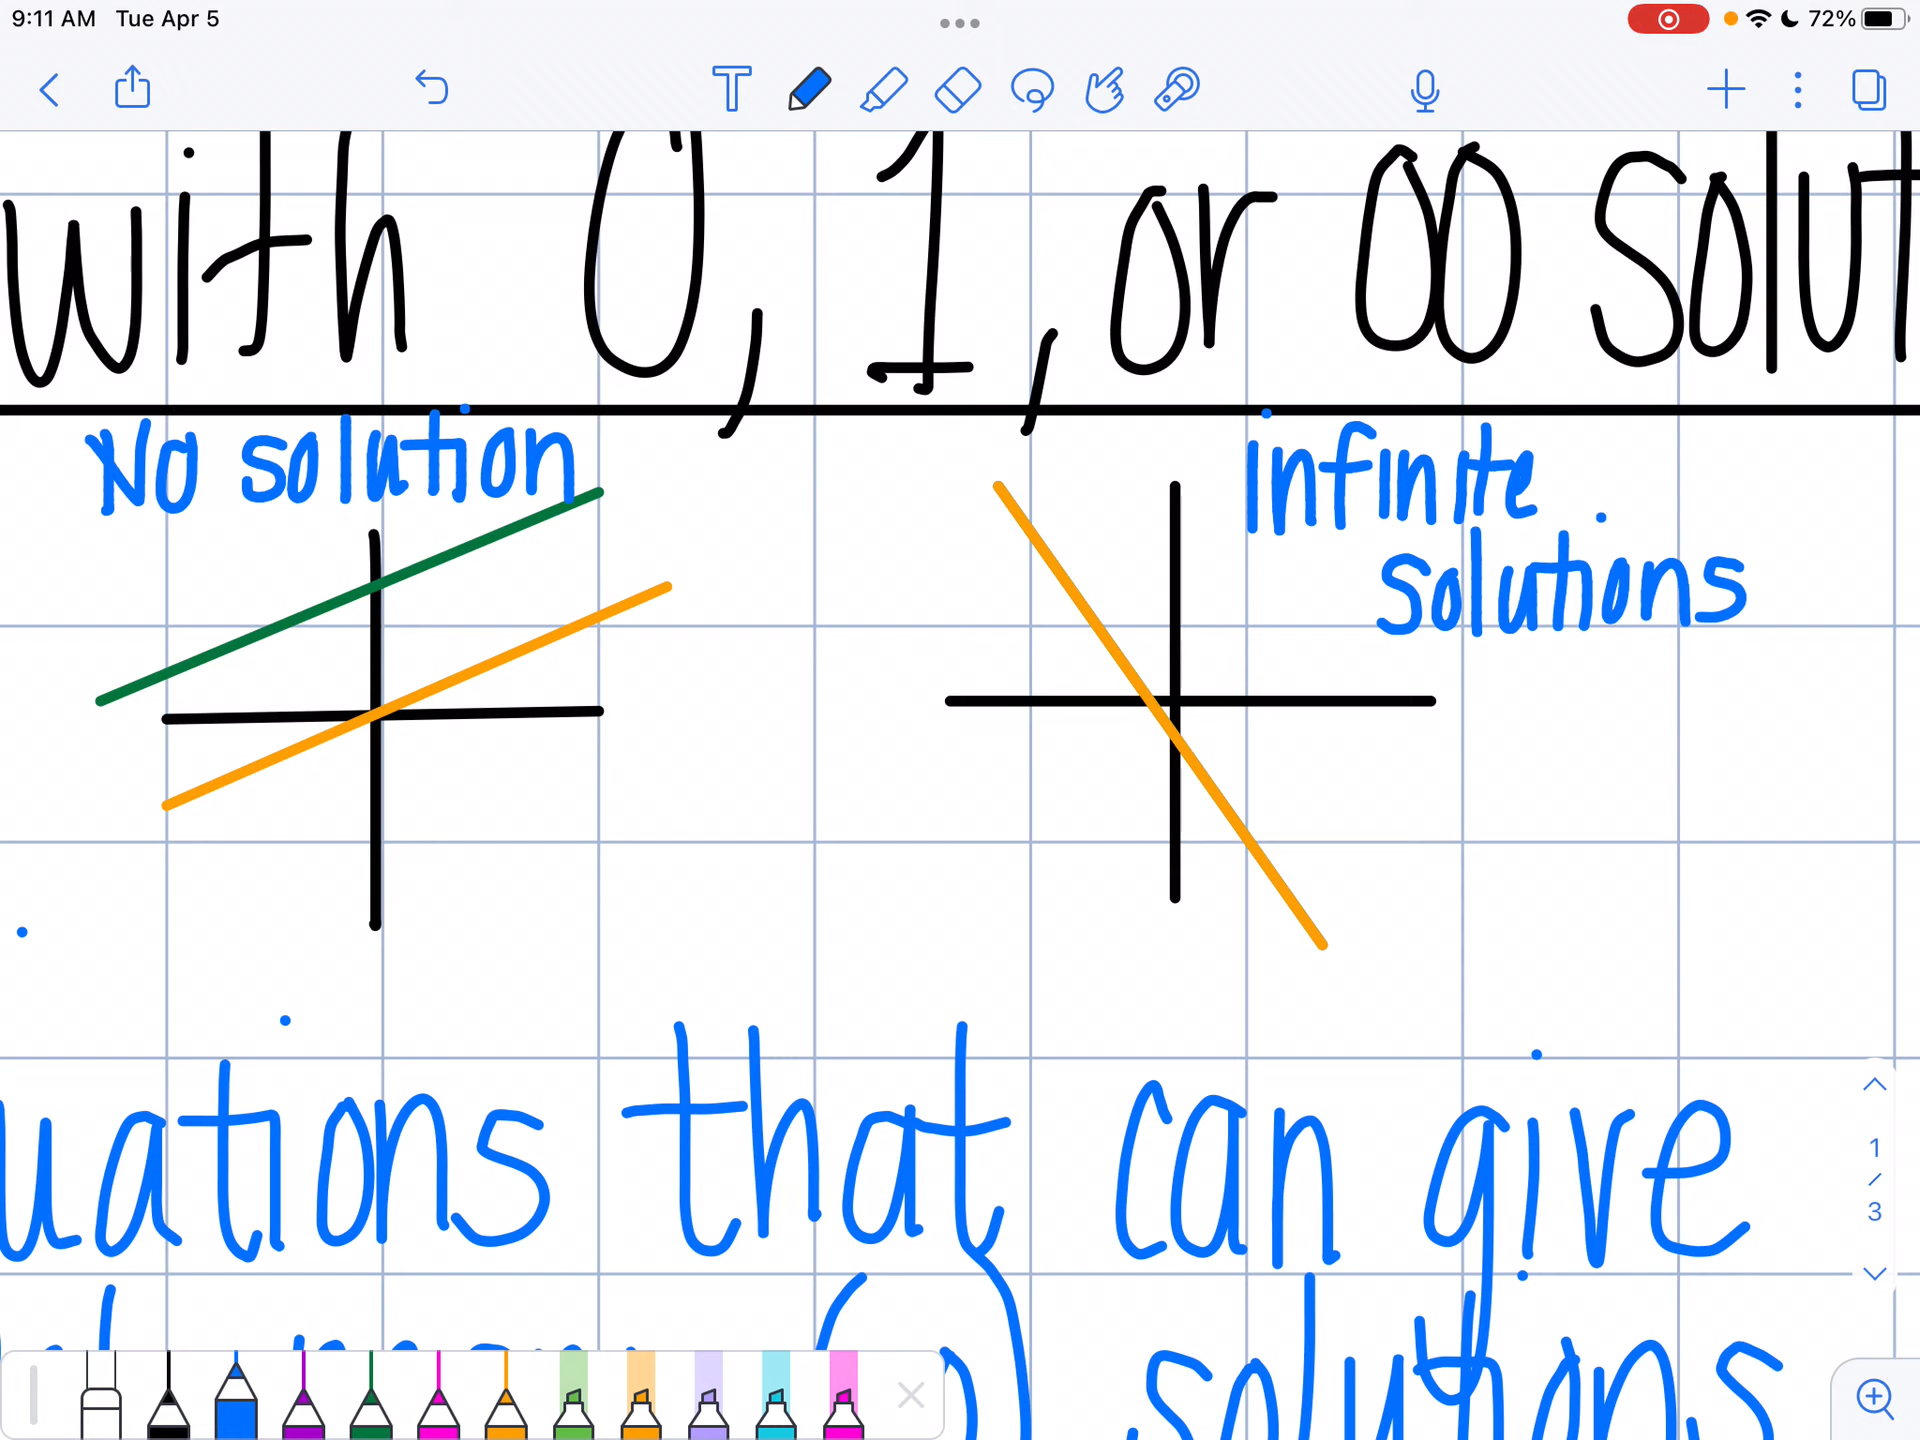 9:11 AM Tue Apr 5
72%
with 0, 1, or ∞ solut
No solution
infinite
solutions
uations that can give
1
/
3
solutions